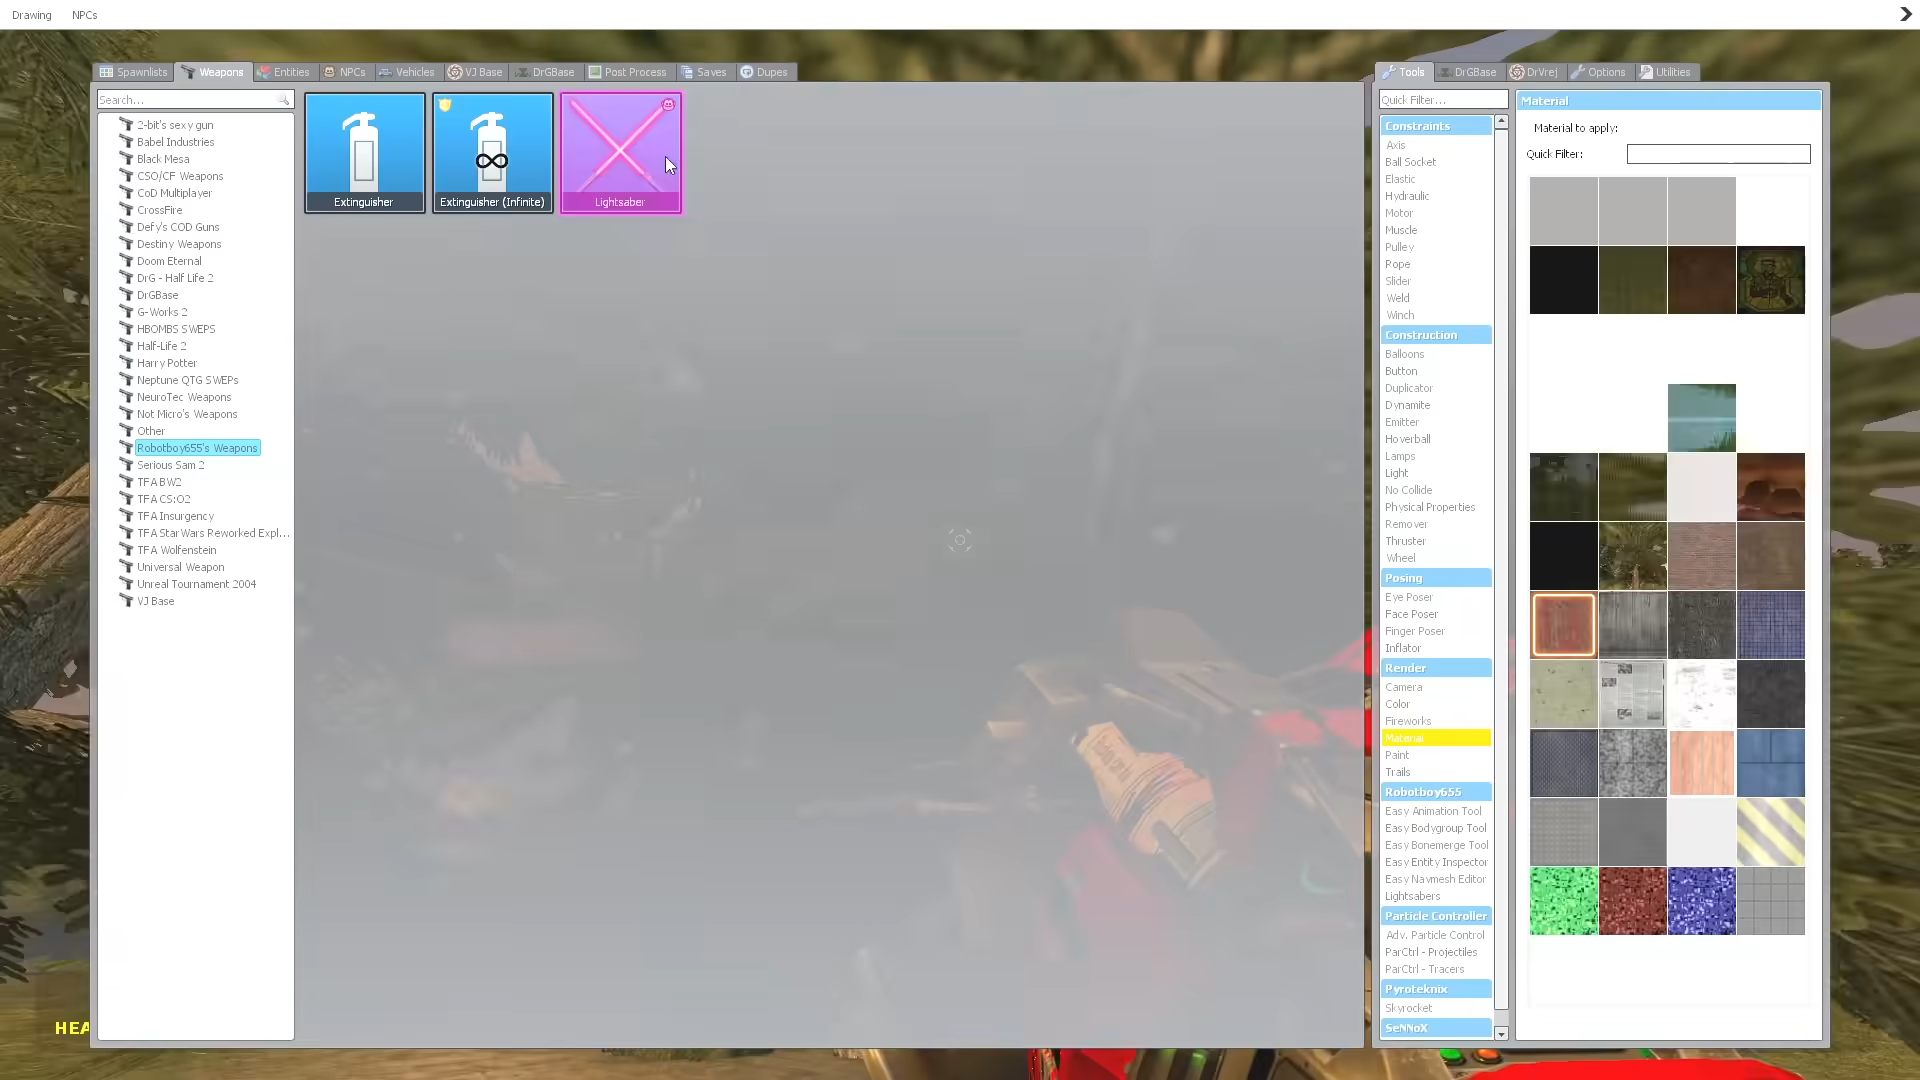 Drawing NPCs
Spawnlists Weapons Entities NPCs Vehicles VJ Base DrGBase Post Process Saves Dupes
Search...
2-bit's sexy gun
Babel Industries
Black Mesa
CSO/CF Weapons
CoD Multiplayer
CrossFire
Defy's COD Guns
Destiny Weapons
Doom Eternal
DrG - Half Life 2
DrGBase
G-Works 2
HBOMBS SWEPS
Half-Life 2
Harry Potter
Neptune QTG SWEPs
NeuroTec Weapons
Not Micro's Weapons
Other
Robotboy655's Weapons
Serious Sam 2
TFA BW2
TFA CS:O2
TFA Insurgency
TFA StarWars Reworked Expl...
TFA Wolfenstein
Universal Weapon
Unreal Tournament 2004
VJ Base
Extinguisher
Extinguisher (Infinite)
Lightsaber
Tools DrGBase DrVrej Options Utilities
Quick Filter...
Constraints
Axis
Ball Socket
Elastic
Hydraulic
Motor
Muscle
Pulley
Rope
Slider
Weld
Winch
Construction
Balloons
Button
Duplicator
Dynamite
Emitter
Hoverball
Lamps
Light
No Collide
Physical Properties
Remover
Thruster
Wheel
Posing
Eye Poser
Face Poser
Finger Poser
Inflator
Render
Camera
Color
Fireworks
Material
Paint
Trails
Robotboy655
Easy Animation Tool
Easy Bodygroup Tool
Easy Bonemerge Tool
Easy Entity Inspector
Easy Navmesh Editor
Lightsabers
Particle Controller
Adv. Particle Control
ParCtrl - Projectiles
ParCtrl - Tracers
Pyroteknix
Skyrocket
SeNNoX
Material
Material to apply:
Quick Filter:
HEA